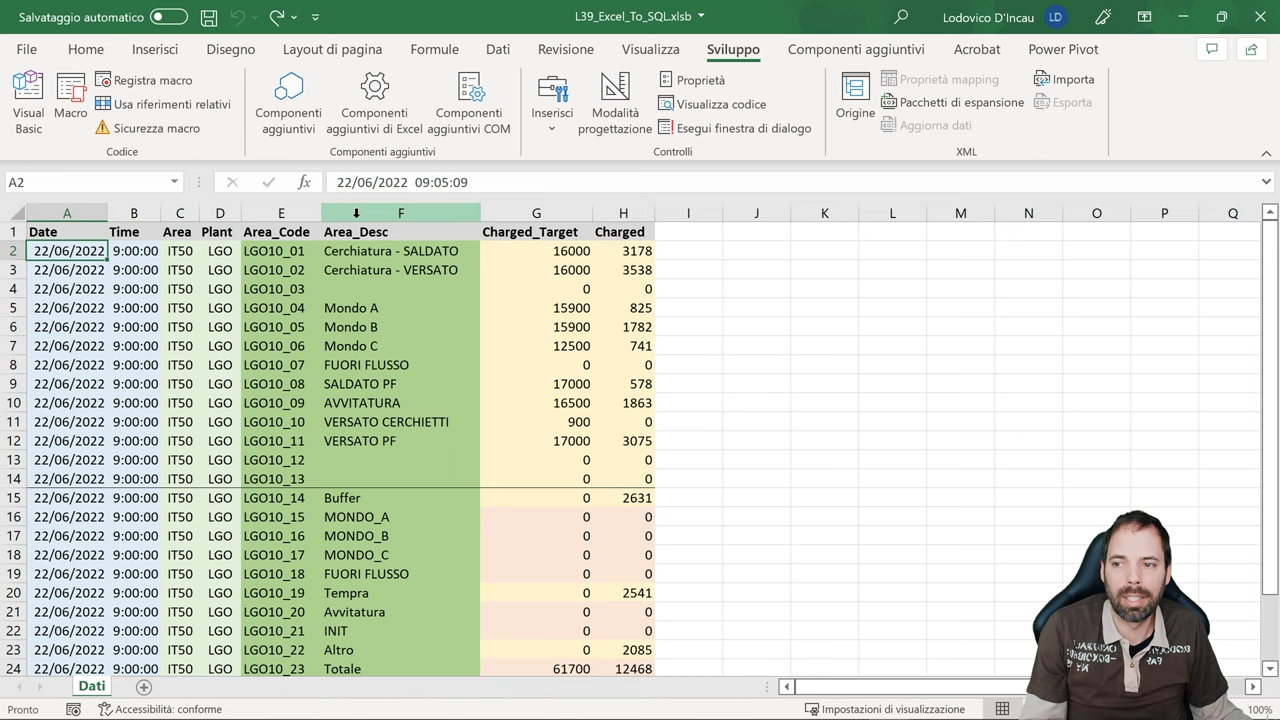 Salvataggio automatico
L39_Excel_To_SQL.xlsb
Lodovico D'Incau
LD
File Home Inserisci Disegno Layout di pagina Formule Dati Revisione Visualizza Sviluppo Componenti aggiuntivi Acrobat Power Pivot
Visual Basic
Macro
Registra macro
Usa riferimenti relativi
Sicurezza macro
Codice
Componenti aggiuntivi
Componenti aggiuntivi di Excel
Componenti aggiuntivi COM
Componenti aggiuntivi
Inserisci
Modalità progettazione
Proprietà
Visualizza codice
Esegui finestra di dialogo
Controlli
Origine
Proprietà mapping
Pacchetti di espansione
Aggiorna dati
Importa
Esporta
XML
A2 fx 22/06/2022 09:05:09
A B C D E F G H I J K L M N O P Q
1 Date Time Area Plant Area_Code Area_Desc Charged_Target Charged
2 22/06/2022 9:00:00 IT50 LGO LGO10_01 Cerchiatura - SALDATO 16000 3178
3 22/06/2022 9:00:00 IT50 LGO LGO10_02 Cerchiatura - VERSATO 16000 3538
4 22/06/2022 9:00:00 IT50 LGO LGO10_03 0 0
5 22/06/2022 9:00:00 IT50 LGO LGO10_04 Mondo A 15900 825
6 22/06/2022 9:00:00 IT50 LGO LGO10_05 Mondo B 15900 1782
7 22/06/2022 9:00:00 IT50 LGO LGO10_06 Mondo C 12500 741
8 22/06/2022 9:00:00 IT50 LGO LGO10_07 FUORI FLUSSO 0 0
9 22/06/2022 9:00:00 IT50 LGO LGO10_08 SALDATO PF 17000 578
10 22/06/2022 9:00:00 IT50 LGO LGO10_09 AVVITATURA 16500 1863
11 22/06/2022 9:00:00 IT50 LGO LGO10_10 VERSATO CERCHIETTI 900 0
12 22/06/2022 9:00:00 IT50 LGO LGO10_11 VERSATO PF 17000 3075
13 22/06/2022 9:00:00 IT50 LGO LGO10_12 0 0
14 22/06/2022 9:00:00 IT50 LGO LGO10_13 0 0
15 22/06/2022 9:00:00 IT50 LGO LGO10_14 Buffer 0 2631
16 22/06/2022 9:00:00 IT50 LGO LGO10_15 MONDO_A 0 0
17 22/06/2022 9:00:00 IT50 LGO LGO10_16 MONDO_B 0 0
18 22/06/2022 9:00:00 IT50 LGO LGO10_17 MONDO_C 0 0
19 22/06/2022 9:00:00 IT50 LGO LGO10_18 FUORI FLUSSO 0 0
20 22/06/2022 9:00:00 IT50 LGO LGO10_19 Tempra 0 2541
21 22/06/2022 9:00:00 IT50 LGO LGO10_20 Avvitatura 0 0
22 22/06/2022 9:00:00 IT50 LGO LGO10_21 INIT 0 0
23 22/06/2022 9:00:00 IT50 LGO LGO10_22 Altro 0 2085
24 22/06/2022 9:00:00 IT50 LGO LGO10_23 Totale 61700 12468
Dati
Pronto
Accessibilità: conforme
Impostazioni di visualizzazione
100%